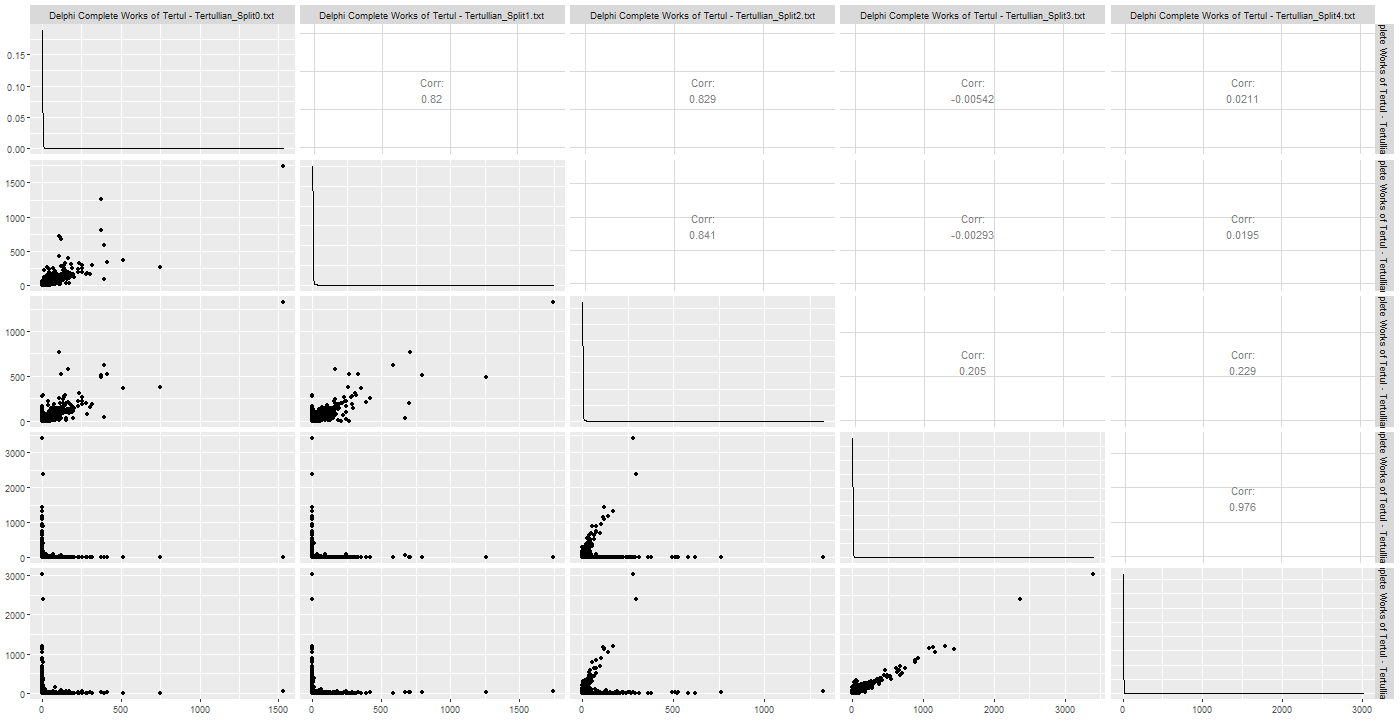 Delphi Complete Works of Tertul - Tertullian_Split0.txt
Delphi Complete Works of Tertul - Tertullian_Split1.txt
Delphi Complete Works of Tertul - Tertullian_Split2.txt
Delphi Complete Works of Tertul - Tertullian_Split3.txt
Delphi Complete Works of Tertul - Tertullian_Split4.txt
0.15
0.10
0.05
0.00
Corr:
0.82
Corr:
0.829
Corr:
-0.00542
Corr:
0.0211
plete Works of Tertul - Tertullia
1500
1000
500
0
Corr:
0.841
Corr:
-0.00293
Corr:
0.0195
plete Works of Tertul - Tertullia
1000
500
0
Corr:
0.205
Corr:
0.229
plete Works of Tertul - Tertullia
3000
2000
1000
0
Corr:
0.976
plete Works of Tertul - Tertullia
3000
2000
1000
0
plete Works of Tertul - Tertullia
0 500 1000 1500
0 500 1000 1500
0 500 1000
0 1000 2000 3000
0 1000 2000 3000